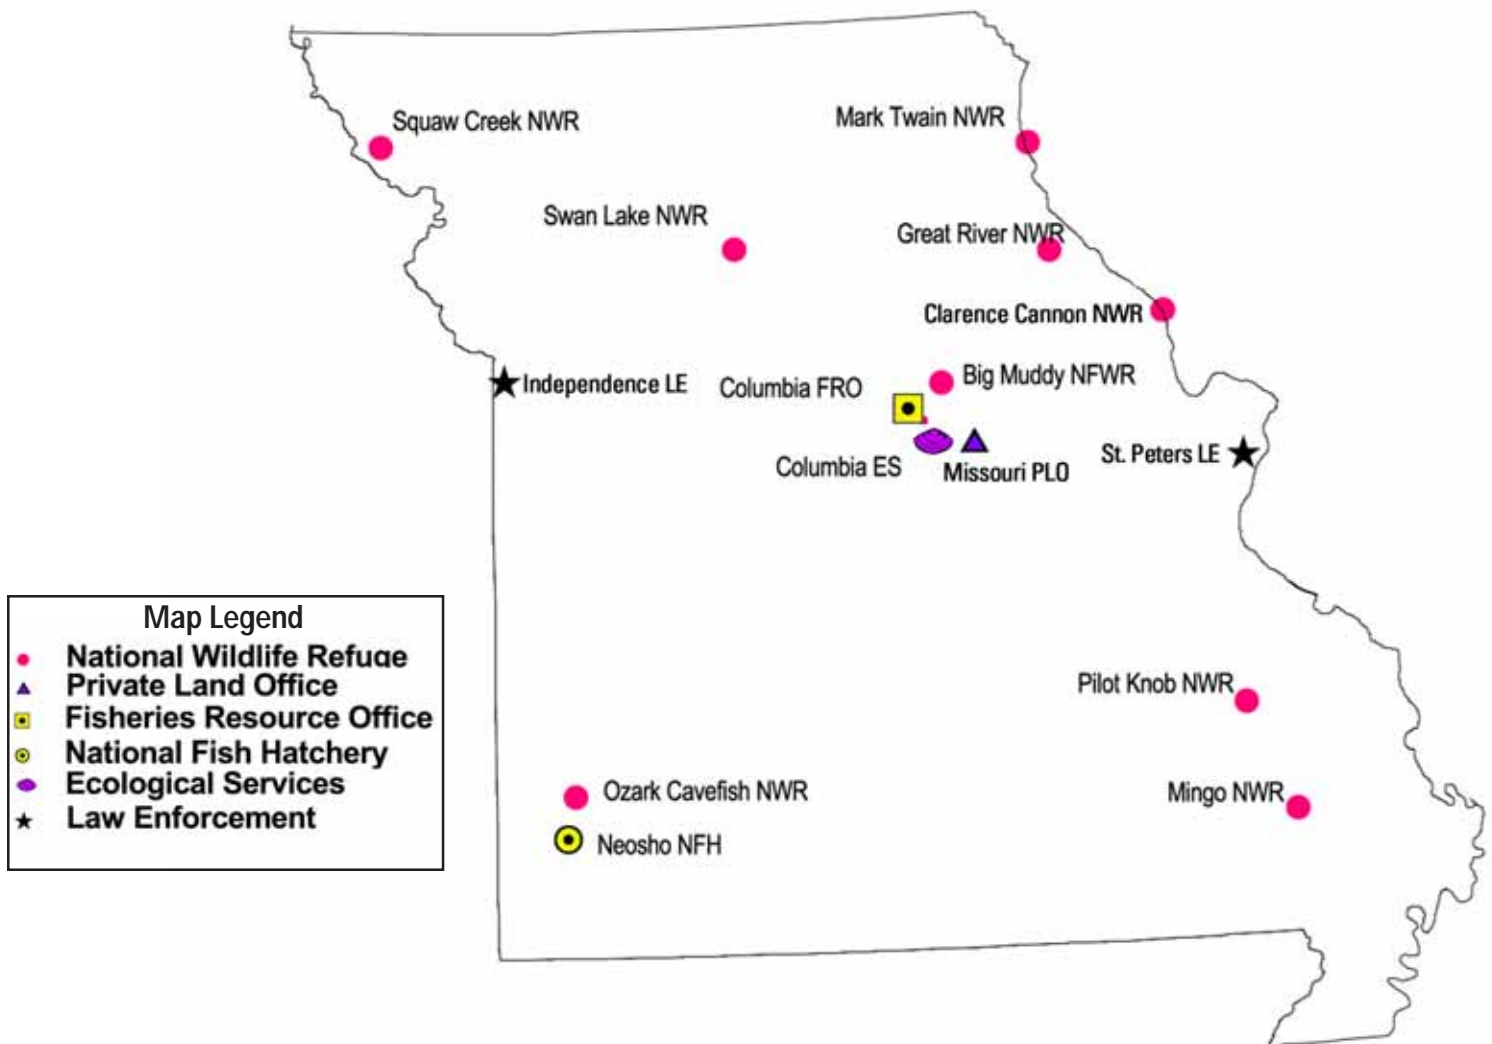 Squaw Creek NWR
Mark Twain NWR
Swan Lake NWR
Great River NWR
Clarence Cannon NWR
Independence LE
Columbia FRO
Big Muddy NFWR
Columbia ES
Missouri PLO
St. Peters LE
Map Legend
National Wildlife Refuge
Private Land Office
Fisheries Resource Office
National Fish Hatchery
Ecological Services
Law Enforcement
Pilot Knob NWR
Ozark Cavefish NWR
Mingo NWR
Neosho NFH